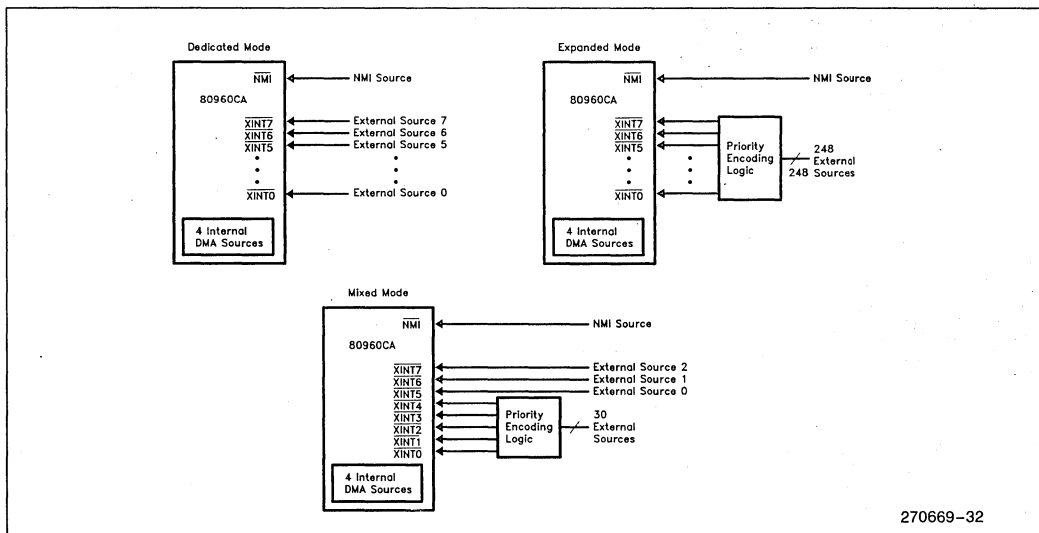 Dedicated Mode
NMI
NMI Source
80960CA
XINT7
External Source 7
XINT6
External Source 6
XINT5
External Source 5
XINT0
External Source 0
4 Internal
DMA Sources
Expanded Mode
NMI
NMI Source
80960CA
XINT7
XINT6
XINT5
XINT0
Priority
Encoding
Logic
248
External
248 Sources
4 Internal
DMA Sources
Mixed Mode
NMI
NMI Source
80960CA
XINT7
External Source 2
XINT6
External Source 1
XINT5
External Source 0
XINT4
XINT3
XINT2
XINT1
XINT0
Priority
Encoding
Logic
30
External
Sources
4 Internal
DMA Sources
270669-32